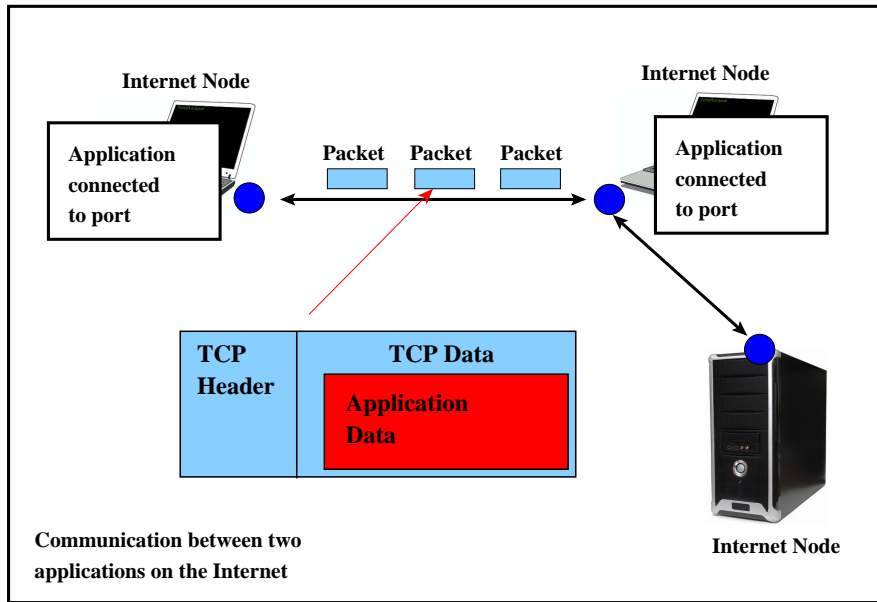 Internet Node
Internet Node
Application
connected
to port
Packet
Packet
Packet
Application
connected
to port
TCP
Header
TCP Data
Application
Data
Communication between two
applications on the Internet
Internet Node